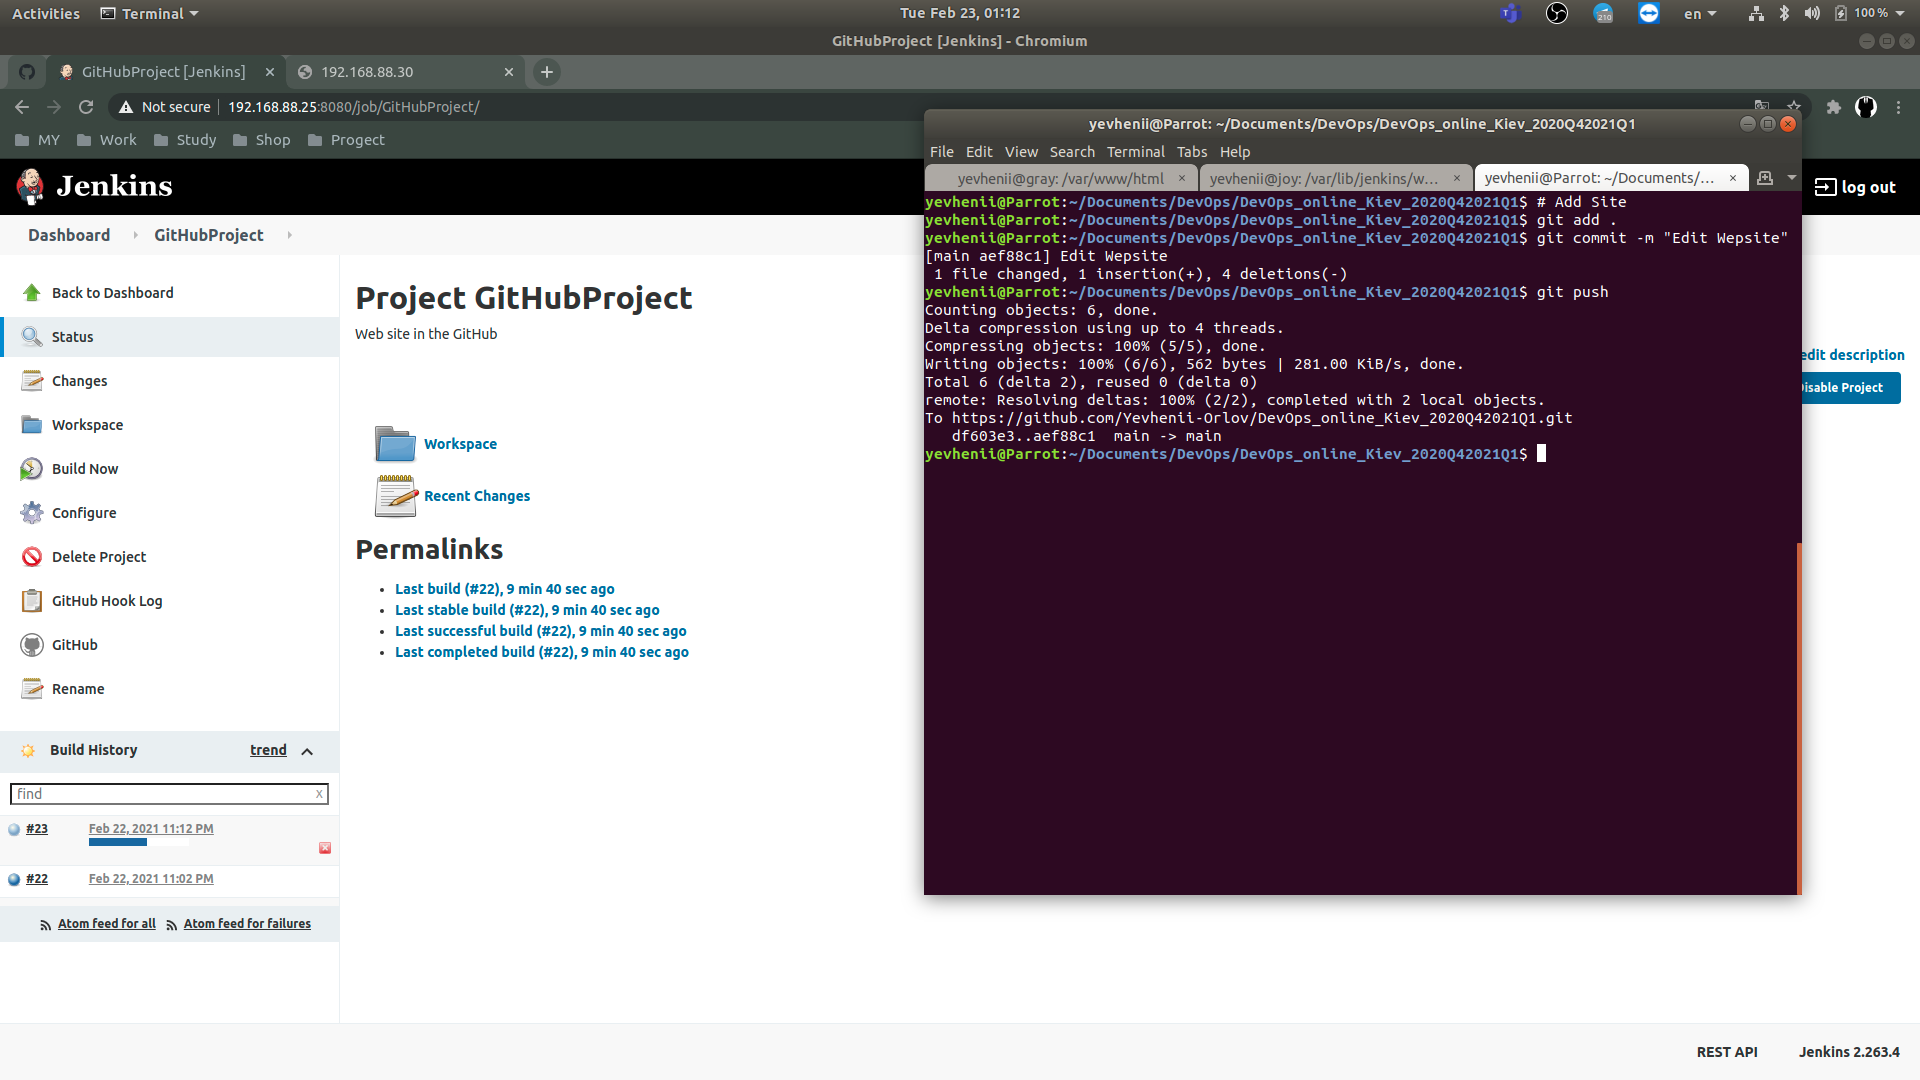 Activities
Terminal
Tue Feb 23, 01:12
210
en
100 %
GitHubProject [Jenkins] - Chromium
GitHubProject [Jenkins]
192.168.88.30
Not secure
192.168.88.25:8080/job/GitHubProject/
MY
Work
Study
Shop
Progect
Jenkins
log out
Dashboard
GitHubProject
Back to Dashboard
Status
Changes
Workspace
Build Now
Configure
Delete Project
GitHub Hook Log
GitHub
Rename
Build History
trend
find
x
#23
Feb 22, 2021 11:12 PM
#22
Feb 22, 2021 11:02 PM
Atom feed for all
Atom feed for failures
Project GitHubProject
Web site in the GitHub
edit description
isable Project
Workspace
Recent Changes
Permalinks
Last build (#22), 9 min 40 sec ago
Last stable build (#22), 9 min 40 sec ago
Last successful build (#22), 9 min 40 sec ago
Last completed build (#22), 9 min 40 sec ago
yevhenii@Parrot: ~/Documents/DevOps/DevOps_online_Kiev_2020Q42021Q1
File Edit View Search Terminal Tabs Help
yevhenii@gray: /var/www/html
yevhenii@joy: /var/lib/jenkins/w...
yevhenii@Parrot: ~/Documents/...
yevhenii@Parrot:~/Documents/DevOps/DevOps_online_Kiev_2020Q42021Q1$ # Add Site
yevhenii@Parrot:~/Documents/DevOps/DevOps_online_Kiev_2020Q42021Q1$ git add .
yevhenii@Parrot:~/Documents/DevOps/DevOps_online_Kiev_2020Q42021Q1$ git commit -m "Edit Wepsite"
[main aef88c1] Edit Wepsite
1 file changed, 1 insertion(+), 4 deletions(-)
yevhenii@Parrot:~/Documents/DevOps/DevOps_online_Kiev_2020Q42021Q1$ git push
Counting objects: 6, done.
Delta compression using up to 4 threads.
Compressing objects: 100% (5/5), done.
Writing objects: 100% (6/6), 562 bytes | 281.00 KiB/s, done.
Total 6 (delta 2), reused 0 (delta 0)
remote: Resolving deltas: 100% (2/2), completed with 2 local objects.
To https://github.com/Yevhenii-Orlov/DevOps_online_Kiev_2020Q42021Q1.git
df603e3..aef88c1  main -> main
yevhenii@Parrot:~/Documents/DevOps/DevOps_online_Kiev_2020Q42021Q1$
REST API
Jenkins 2.263.4